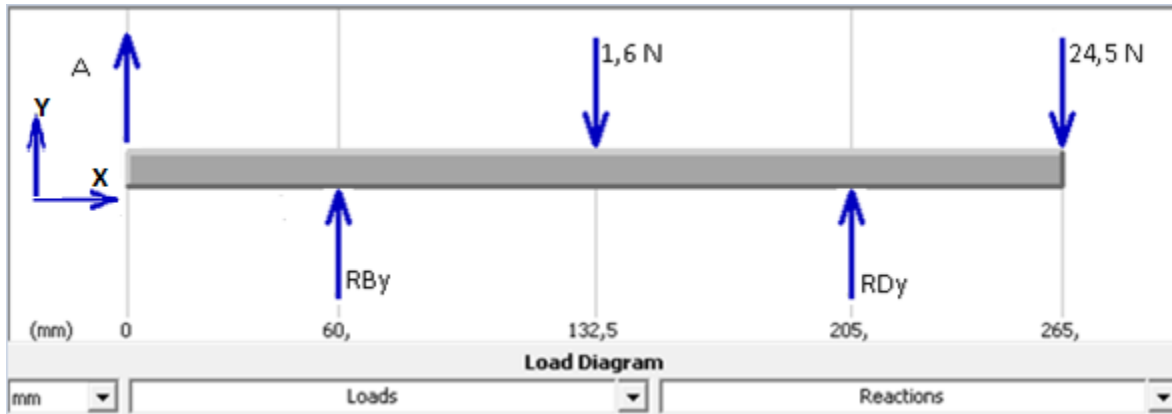 A
1,6 N
24,5 N
Y
X
RBy
RDy
(mm) 0 60, 132,5 205, 265,
Load Diagram
mm Loads Reactions